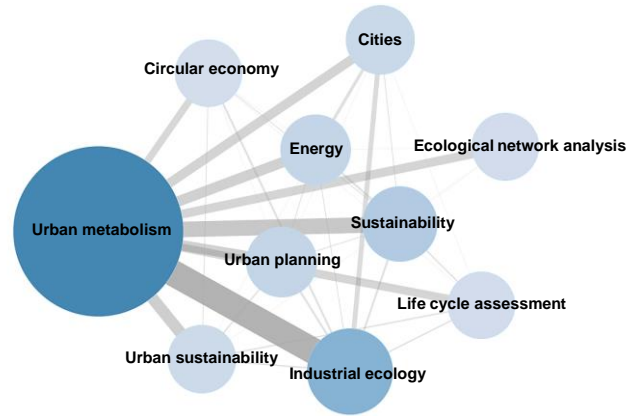 Cities
Circular economy
Energy
Ecological network analysis
Urban metabolism
Sustainability
Urban planning
Life cycle assessment
Urban sustainability
Industrial ecology